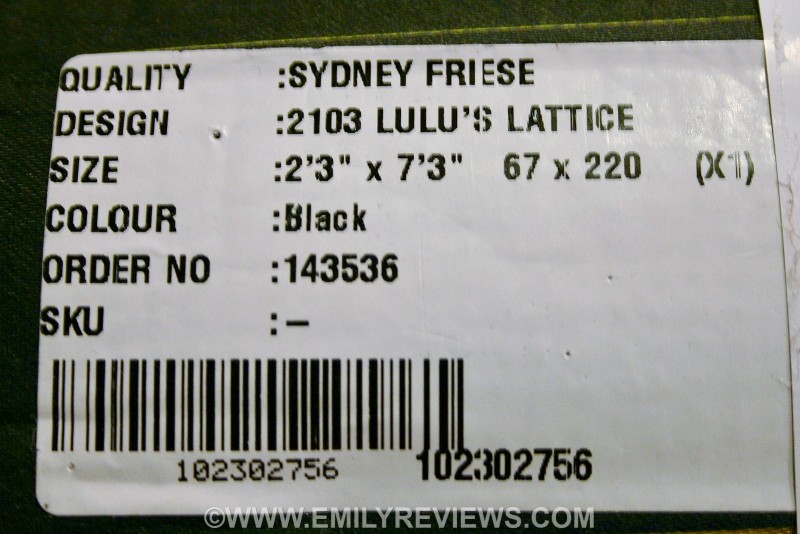 QUALITY :SYDNEY FRIESE
DESIGN :2103 LULU'S LATTICE
SIZE :2'3" x 7'3" 67 x 220 (X1)
COLOUR :Black
ORDER NO :143536
SKU :–
102302756 102302756
©WWW.EMILYREVIEWS.COM